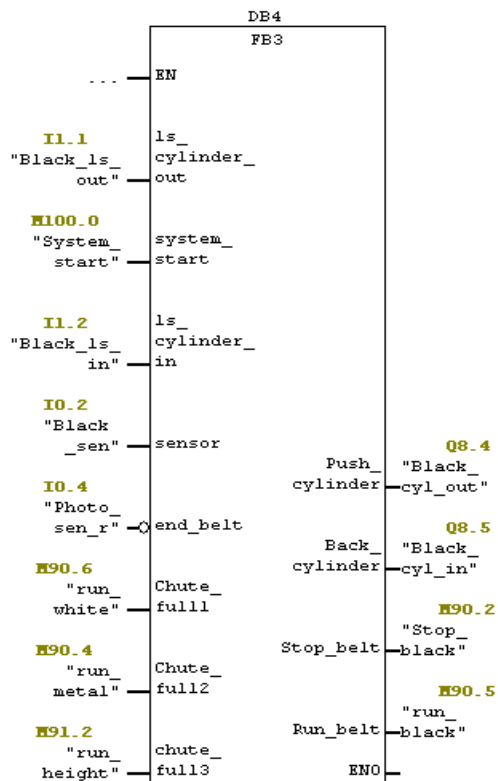 DB4
FB3
... EN
I1.1
"Black_ls_
out"
ls_
cylinder_
out
M100.0
"System_
start"
system_
start
I1.2
"Black_ls_
in"
ls_
cylinder_
in
I0.2
"Black
_sen"
sensor
I0.4
"Photo_
sen_r"
end_belt
M90.6
"run_
white"
Chute_
full1
M90.4
"run_
metal"
Chute_
full2
M91.2
"run_
height"
chute_
full3
Push_
cylinder
Q8.4
"Black_
cyl_out"
Back_
cylinder
Q8.5
"Black_
cyl_in"
Stop_belt
M90.2
"Stop_
black"
Run_belt
M90.5
"run_
black"
ENO